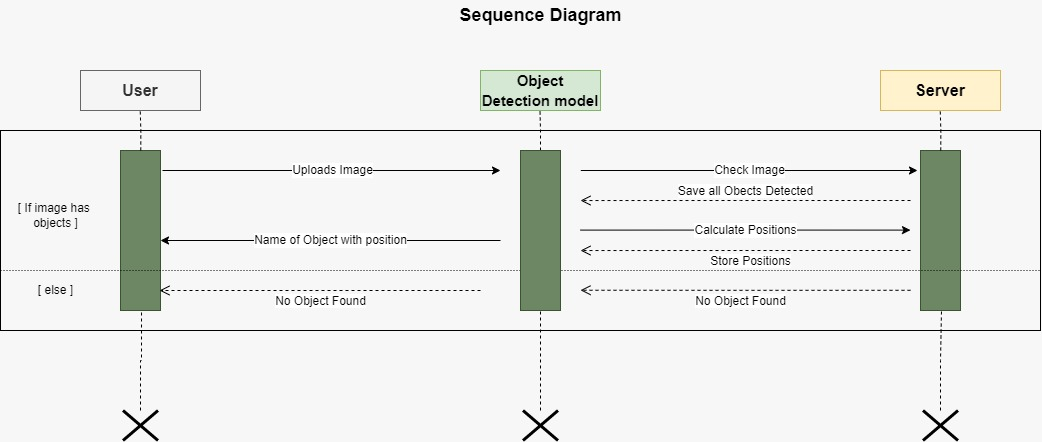 Sequence Diagram
User
Object
Detection model
Server
Uploads Image
Check Image
Save all Obects Detected
[ If image has
objects ]
Calculate Positions
Name of Object with position
Store Positions
[ else ]
No Object Found
No Object Found